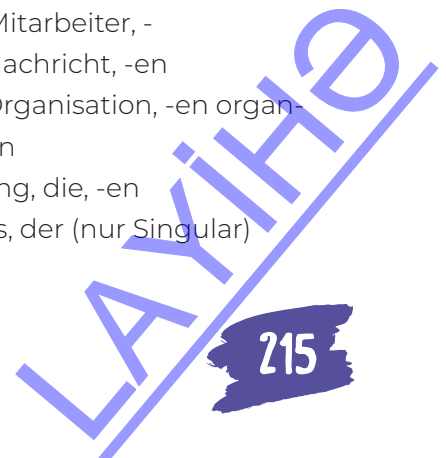 Mitarbeiter, -
achricht, -en
Organisation, -en organ-
n
ng, die, -en
s, der (nur Singular)
LAYİHƏ
215